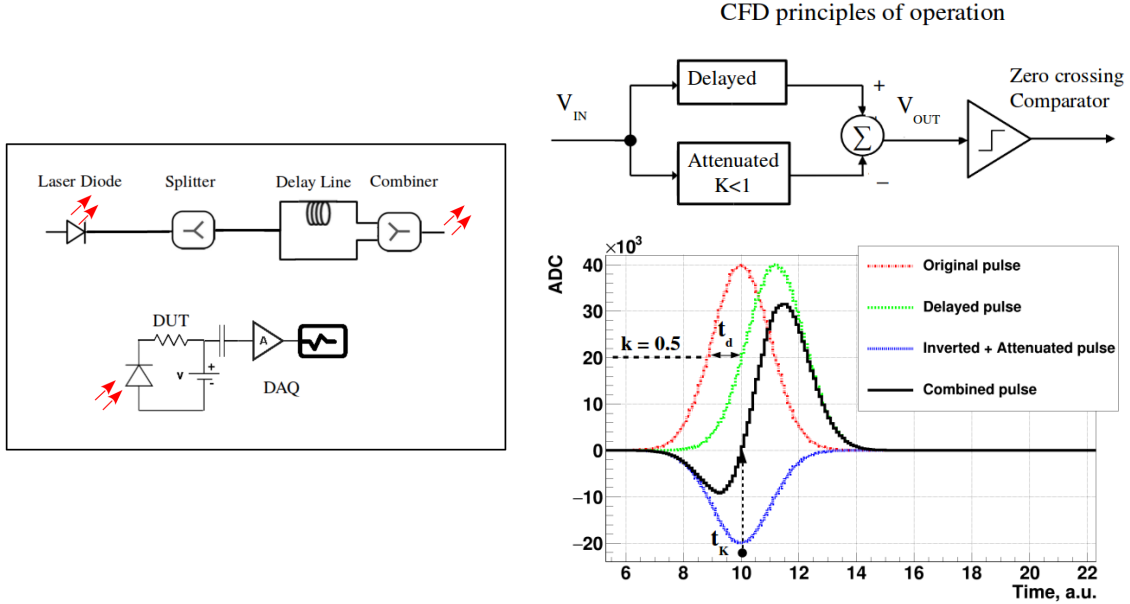 CFD principles of operation
Laser Diode
Splitter
Delay Line
Combiner
DUT
A
V
+
-
DAQ
V_IN
Delayed
Attenuated
K<1
+
Σ
−
V_OUT
Zero crossing
Comparator
×10³
ADC
40
30
20
10
0
−10
−20
k = 0.5
t_d
t_K
Original pulse
Delayed pulse
Inverted + Attenuated pulse
Combined pulse
6 8 10 12 14 16 18 20 22
Time, a.u.